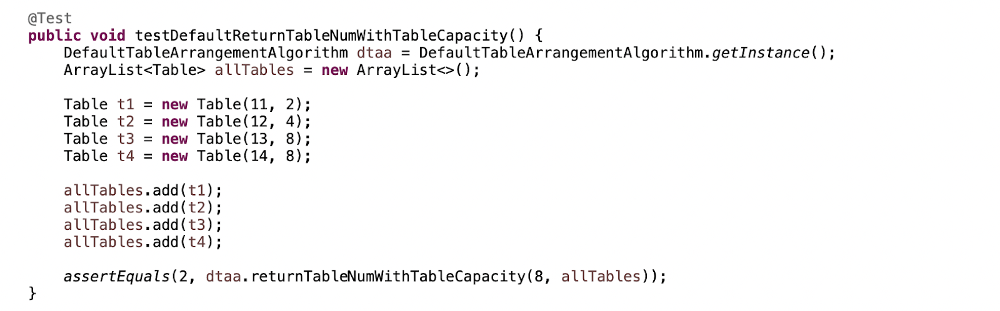 @Test
public void testDefaultReturnTableNumWithTableCapacity() {
    DefaultTableArrangementAlgorithm dtaa = DefaultTableArrangementAlgorithm.getInstance();
    ArrayList<Table> allTables = new ArrayList<>();

    Table t1 = new Table(11, 2);
    Table t2 = new Table(12, 4);
    Table t3 = new Table(13, 8);
    Table t4 = new Table(14, 8);

    allTables.add(t1);
    allTables.add(t2);
    allTables.add(t3);
    allTables.add(t4);

    assertEquals(2, dtaa.returnTableNumWithTableCapacity(8, allTables));
}